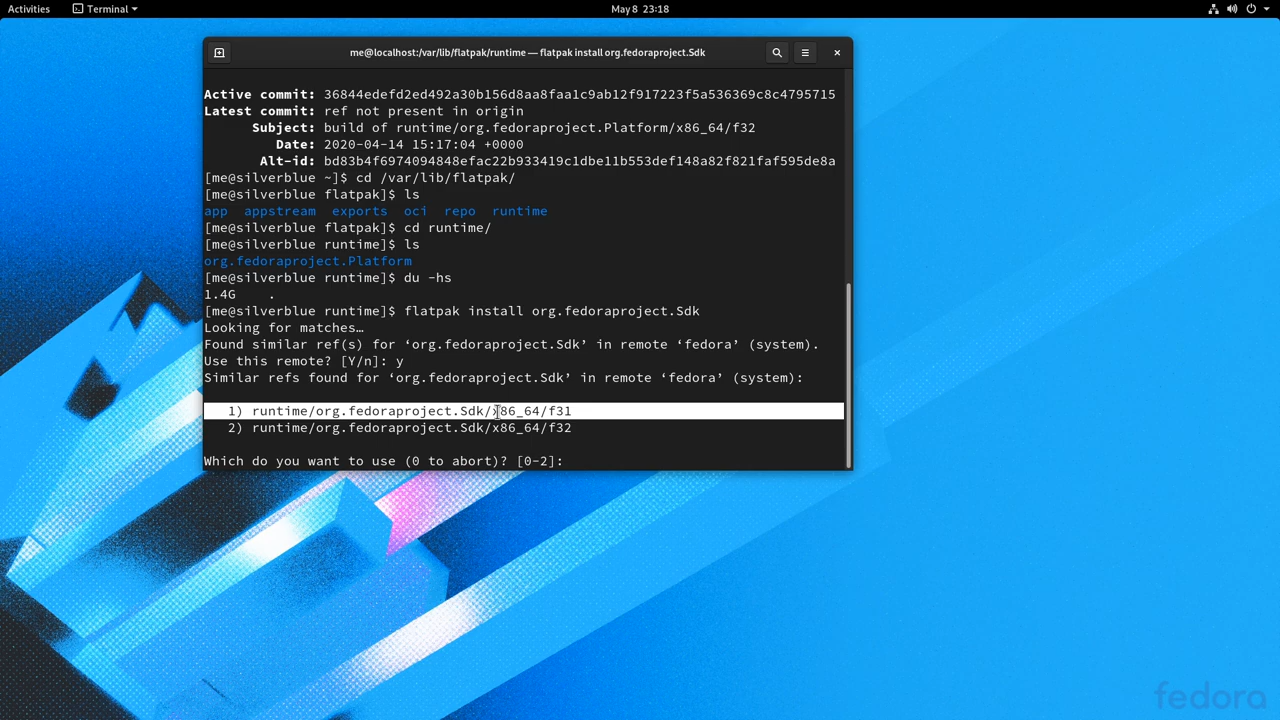 Activities Terminal May 8 23:18
me@localhost:/var/lib/flatpak/runtime — flatpak install org.fedoraproject.Sdk
Active commit: 36844edefd2ed492a30b156d8aa8faa1c9ab12f917223f5a536369c8c4795715
Latest commit: ref not present in origin
Subject: build of runtime/org.fedoraproject.Platform/x86_64/f32
Date: 2020-04-14 15:17:04 +0000
Alt-id: bd83b4f6974094848efac22b933419c1dbe11b553def148a82f821faf595de8a
[me@silverblue ~]$ cd /var/lib/flatpak/
[me@silverblue flatpak]$ ls
app appstream exports oci repo runtime
[me@silverblue flatpak]$ cd runtime/
[me@silverblue runtime]$ ls
org.fedoraproject.Platform
[me@silverblue runtime]$ du -hs
1.4G .
[me@silverblue runtime]$ flatpak install org.fedoraproject.Sdk
Looking for matches…
Found similar ref(s) for ‘org.fedoraproject.Sdk’ in remote ‘fedora’ (system).
Use this remote? [Y/n]: y
Similar refs found for ‘org.fedoraproject.Sdk’ in remote ‘fedora’ (system):
1) runtime/org.fedoraproject.Sdk/x86_64/f31
2) runtime/org.fedoraproject.Sdk/x86_64/f32
Which do you want to use (0 to abort)? [0-2]:
fedora